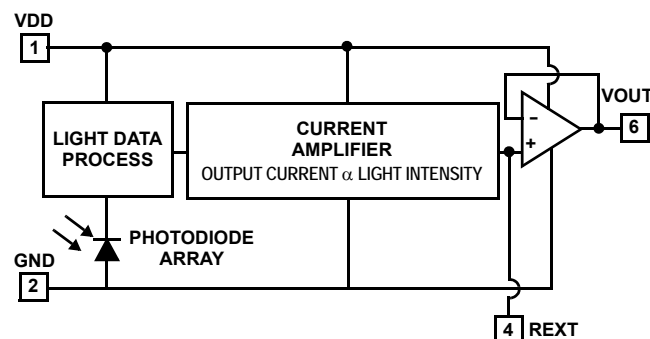 VDD
1
VOUT
6
LIGHT DATA
PROCESS
CURRENT
AMPLIFIER
OUTPUT CURRENT α LIGHT INTENSITY
−
+
PHOTODIODE
ARRAY
GND
2
4
REXT